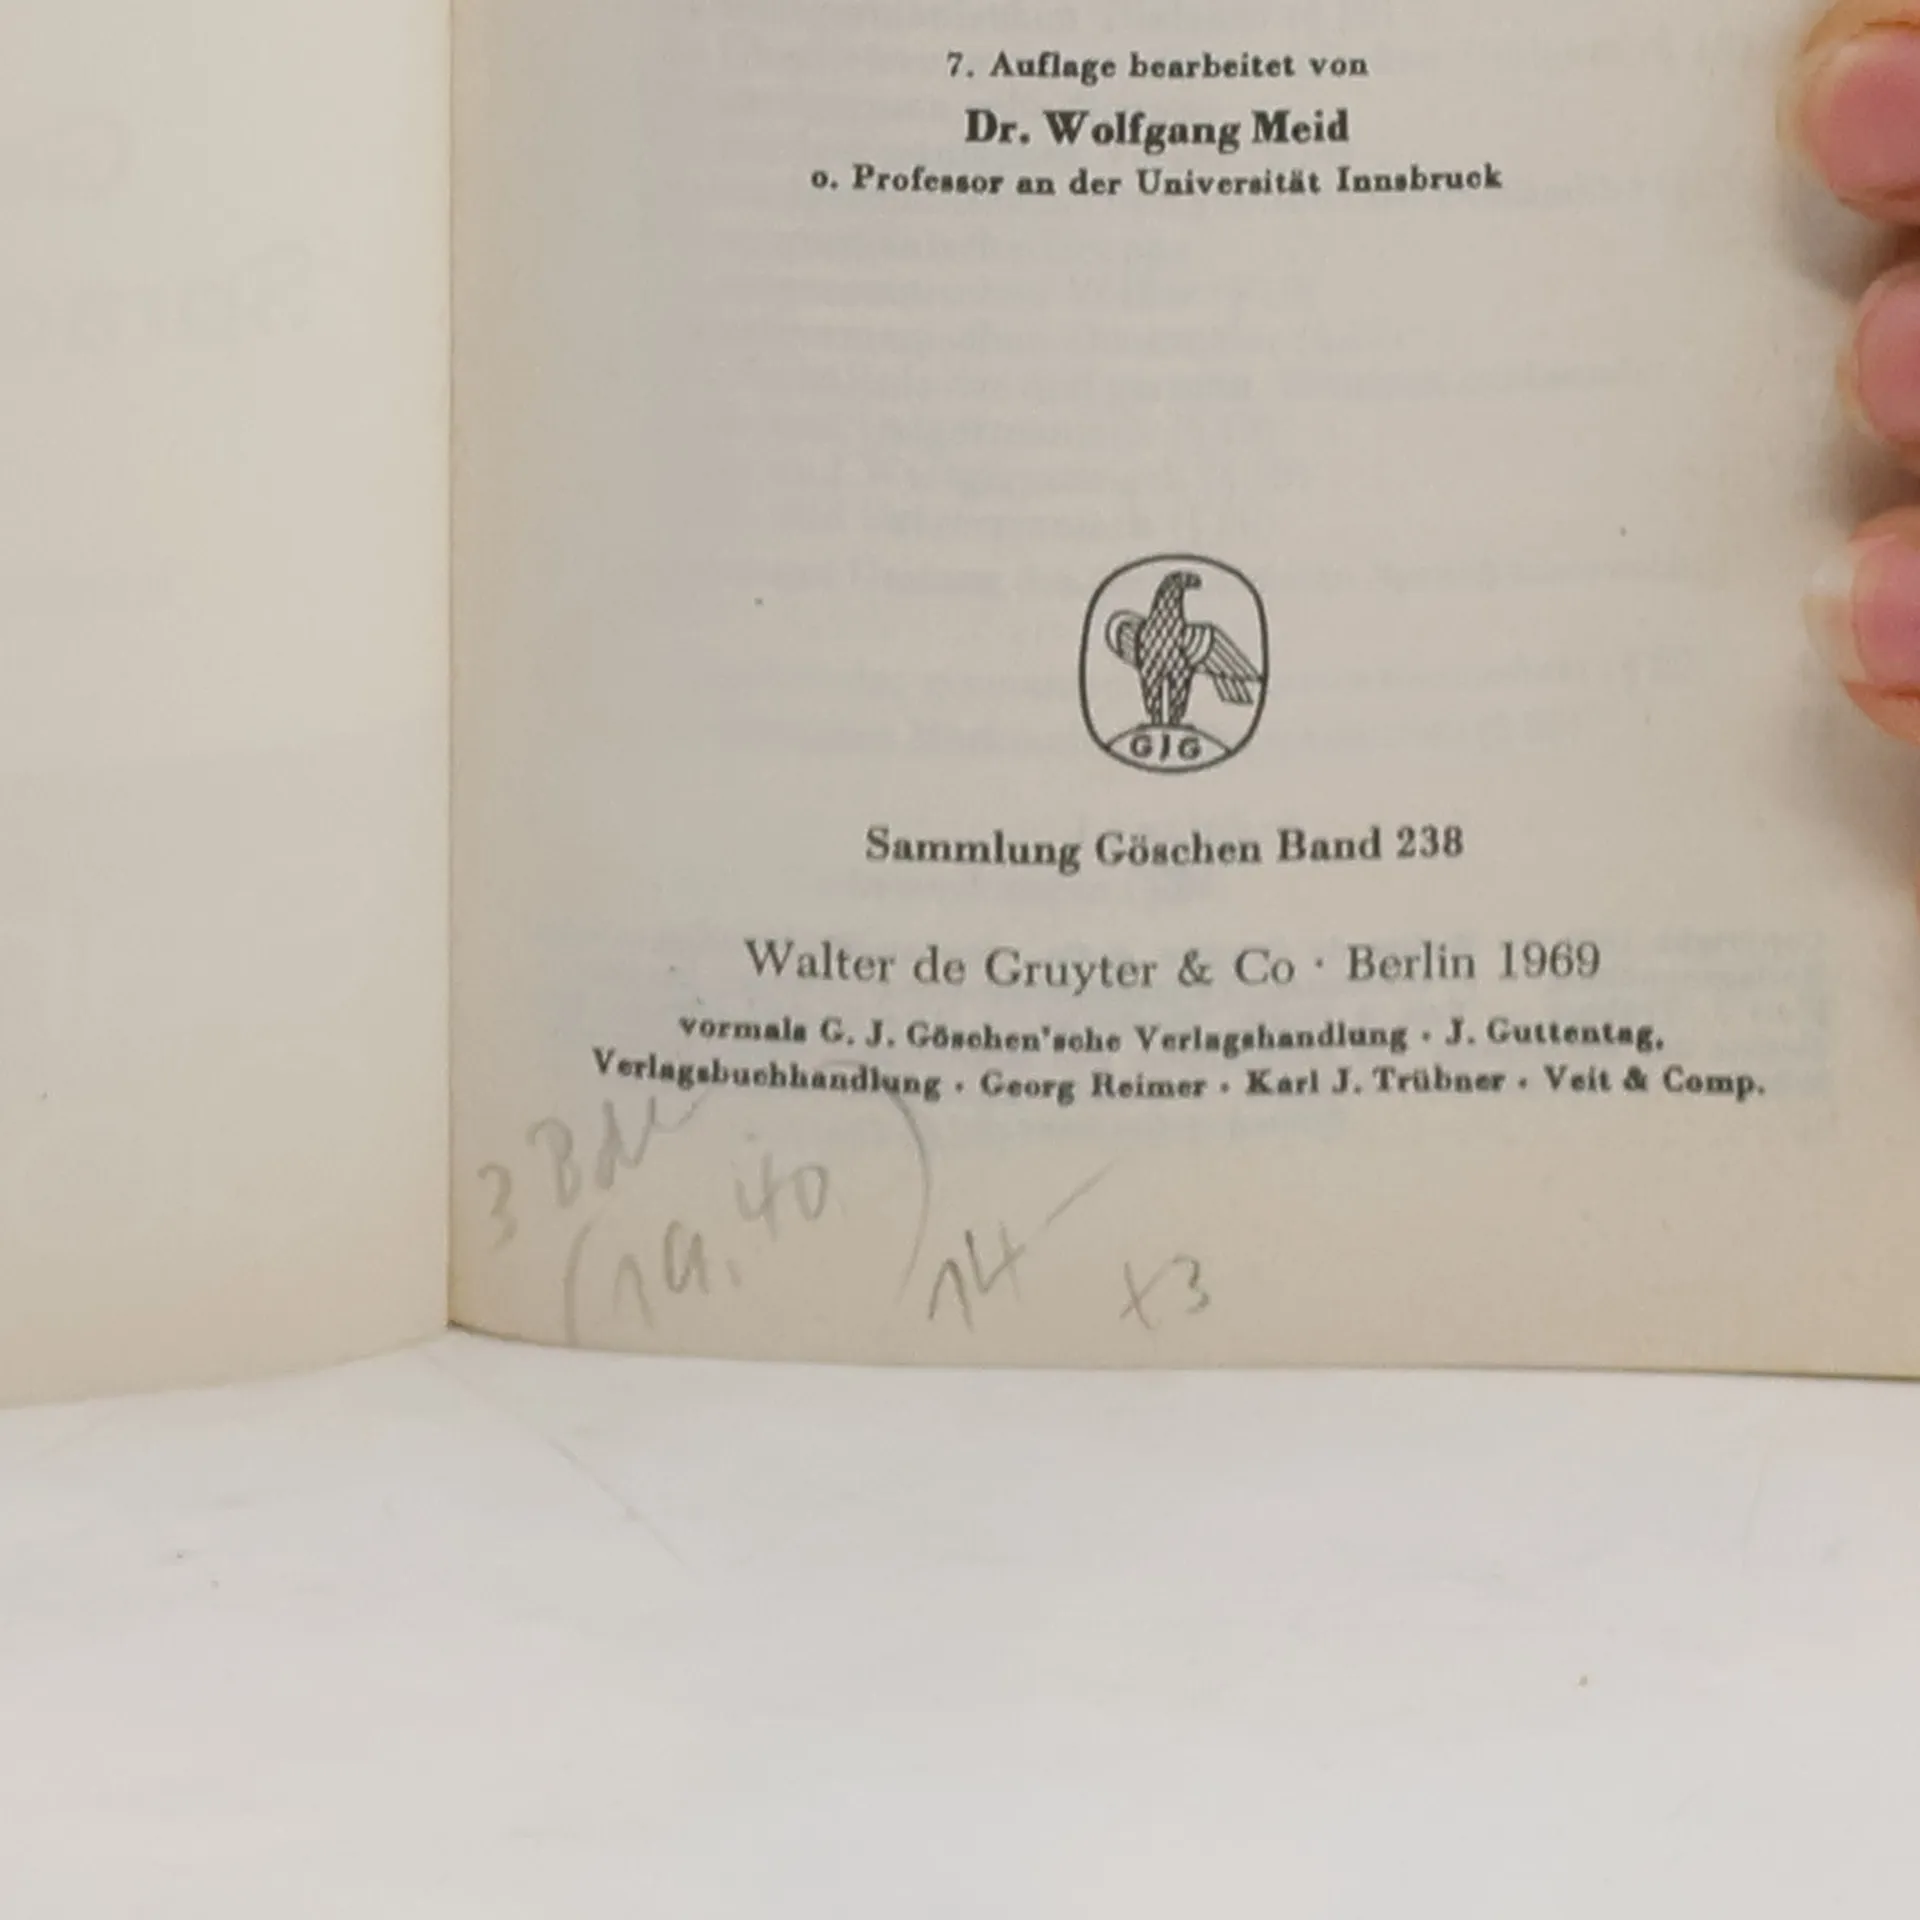 7. Auflage bearbeitet von
Dr. Wolfgang Meid
o. Professor an der Universität Innsbruck
GJG
Sammlung Göschen Band 238
Walter de Gruyter & Co · Berlin 1969
vormals G. J. Göschen'sche Verlagshandlung · J. Guttentag,
Verlagsbuchhandlung · Georg Reimer · Karl J. Trübner · Veit & Comp.
3 Bde
40
14
x3